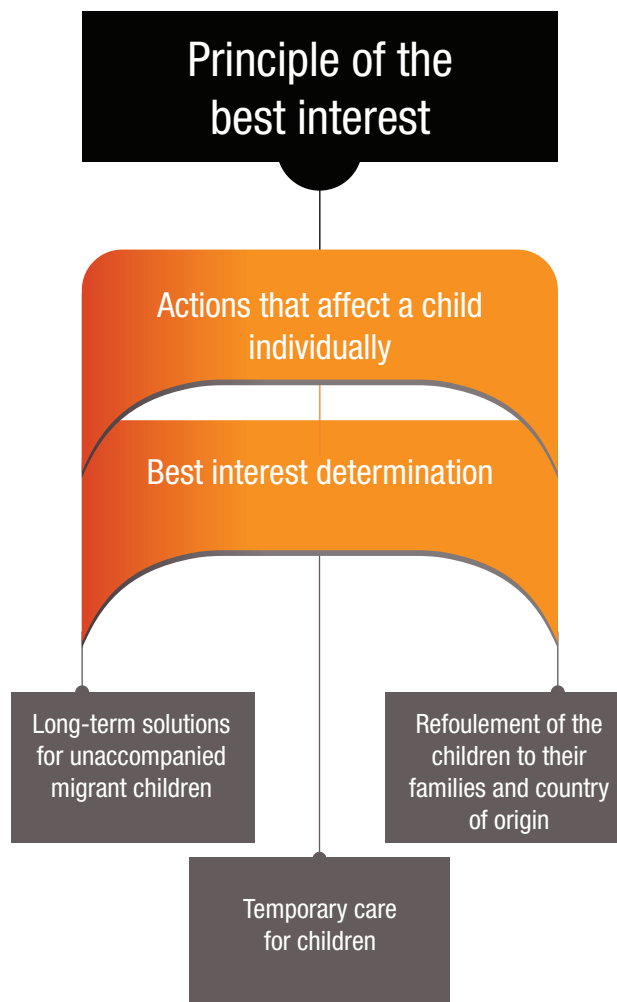 Principle of the
best interest
Actions that affect a child
individually
Best interest determination
Long-term solutions
for unaccompanied
migrant children
Refoulement of the
children to their
families and country
of origin
Temporary care
for children